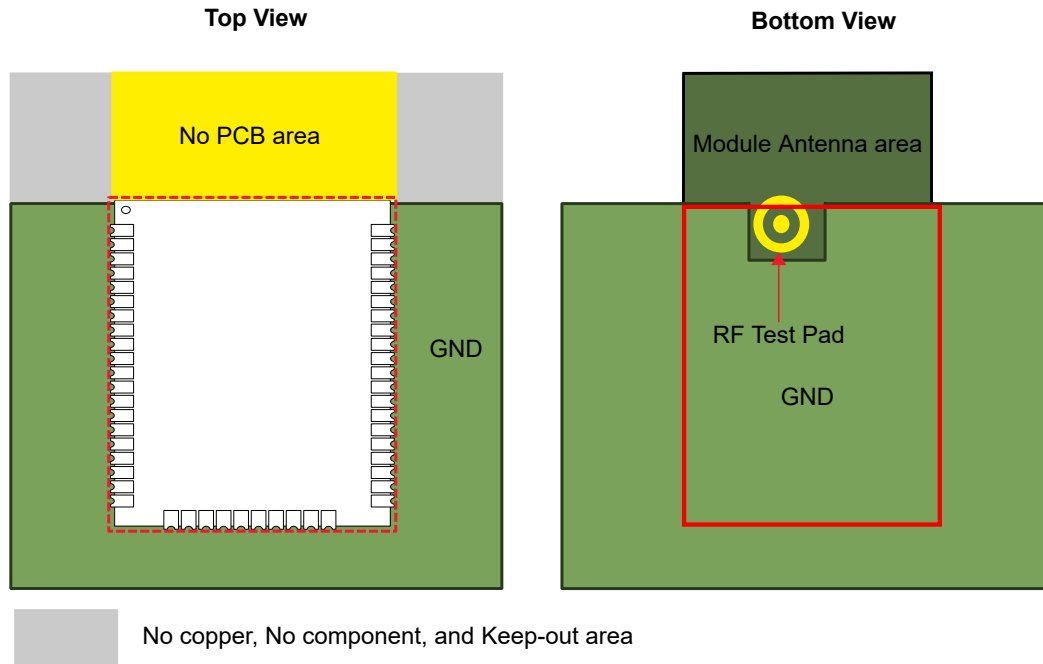 Top View
Bottom View
No PCB area
Module Antenna area
GND
RF Test Pad
GND
No copper, No component, and Keep-out area